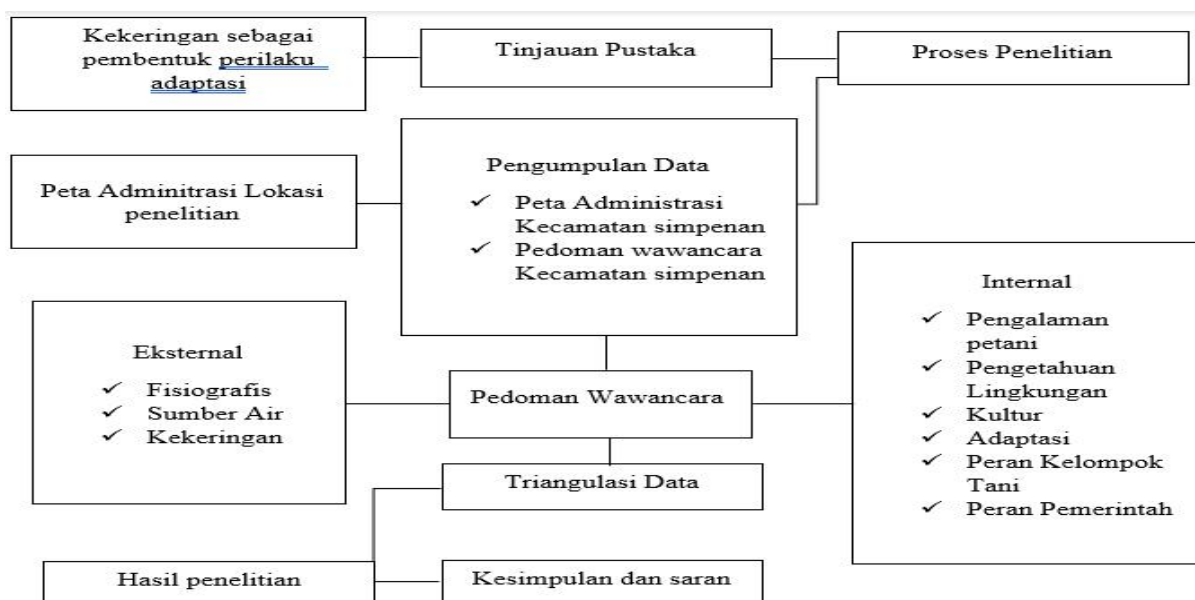 Kekeringan sebagai
pembentuk perilaku
adaptasi
Tinjauan Pustaka
Proses Penelitian
Peta Adminitrasi Lokasi
penelitian
Pengumpulan Data
✓ Peta Administrasi
Kecamatan simpenan
✓ Pedoman wawancara
Kecamatan simpenan
Eksternal
✓ Fisiografis
✓ Sumber Air
✓ Kekeringan
Pedoman Wawancara
Internal
✓ Pengalaman
petani
✓ Pengetahuan
Lingkungan
✓ Kultur
✓ Adaptasi
✓ Peran Kelompok
Tani
✓ Peran Pemerintah
Triangulasi Data
Hasil penelitian
Kesimpulan dan saran